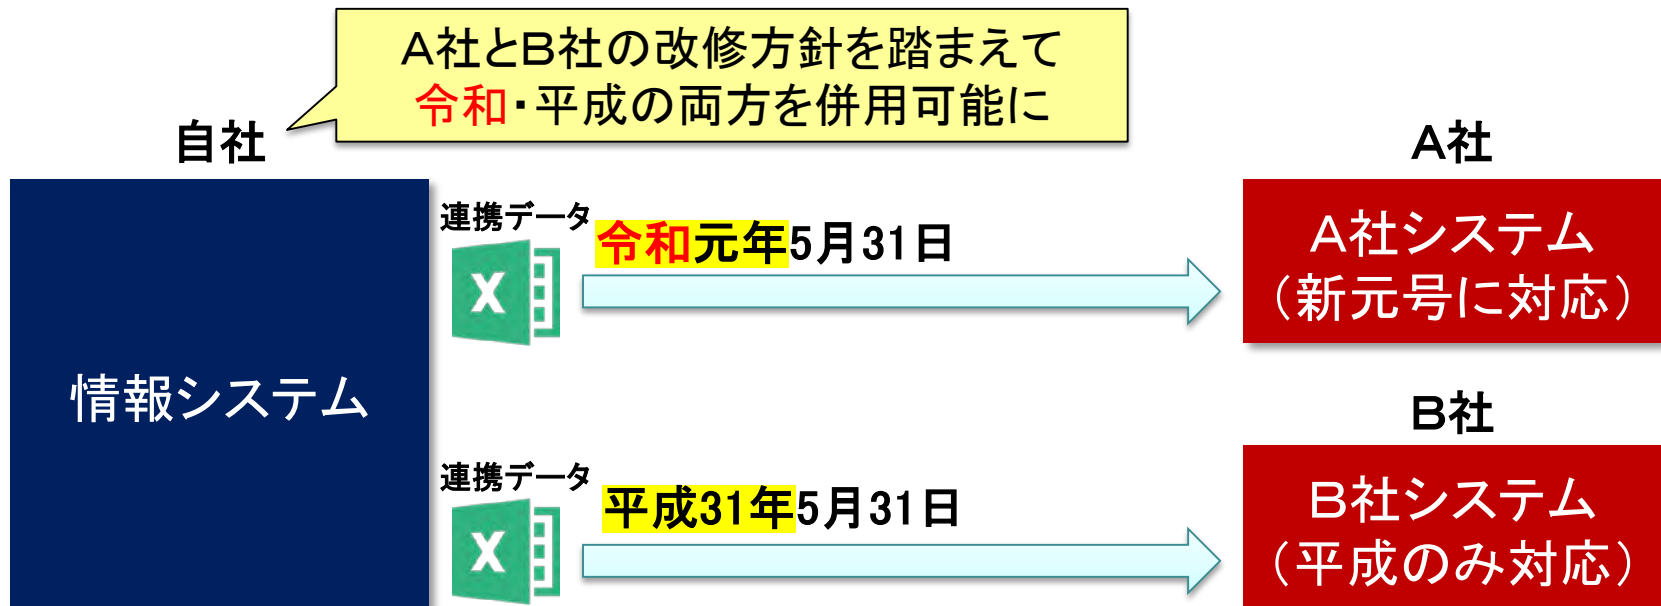 A社とB社の改修方針を踏まえて
令和・平成の両方を併用可能に
自社
A社
連携データ
令和元年5月31日
X
A社システム
（新元号に対応）
情報システム
B社
連携データ
平成31年5月31日
X
B社システム
（平成のみ対応）